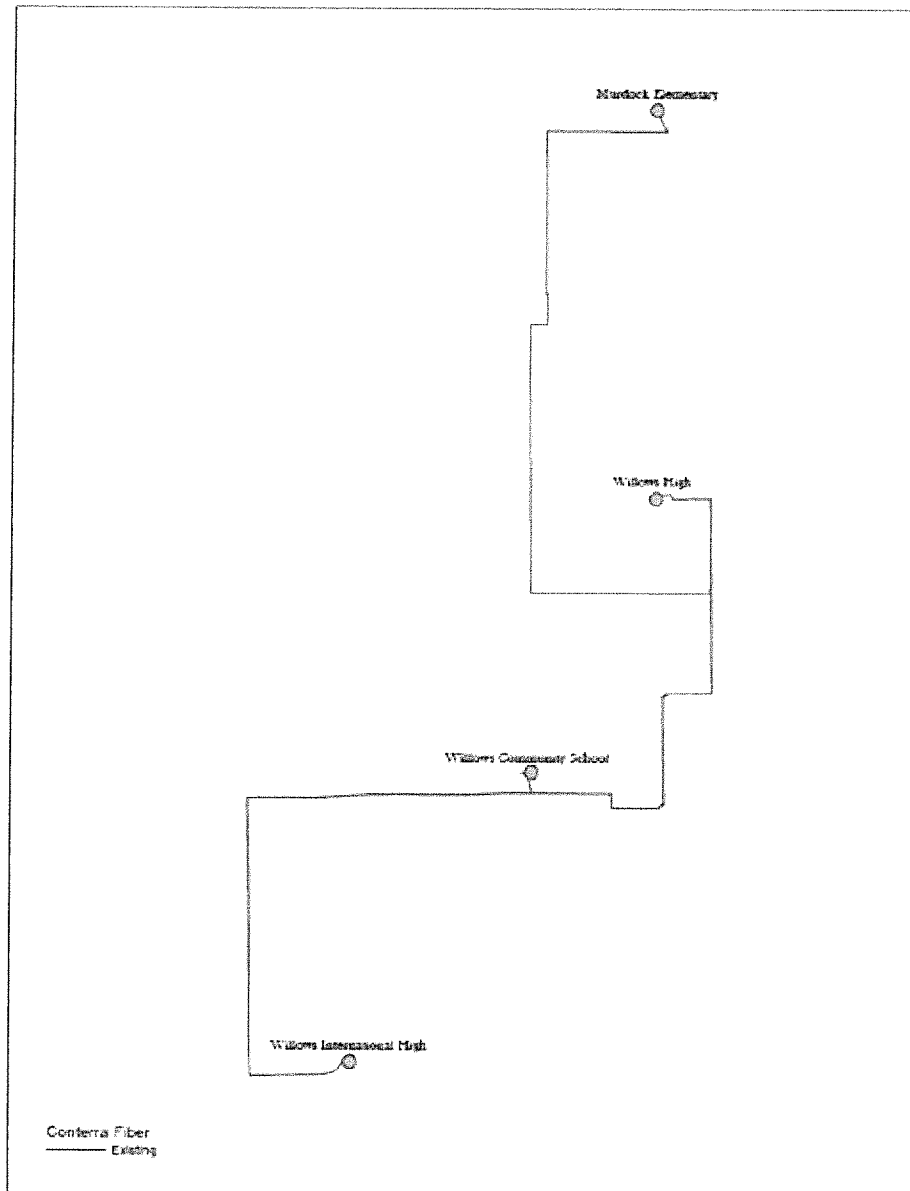 Murdock Elementary
Willows High
Willows Community School
Willows International High
Conterra Fiber
Existing